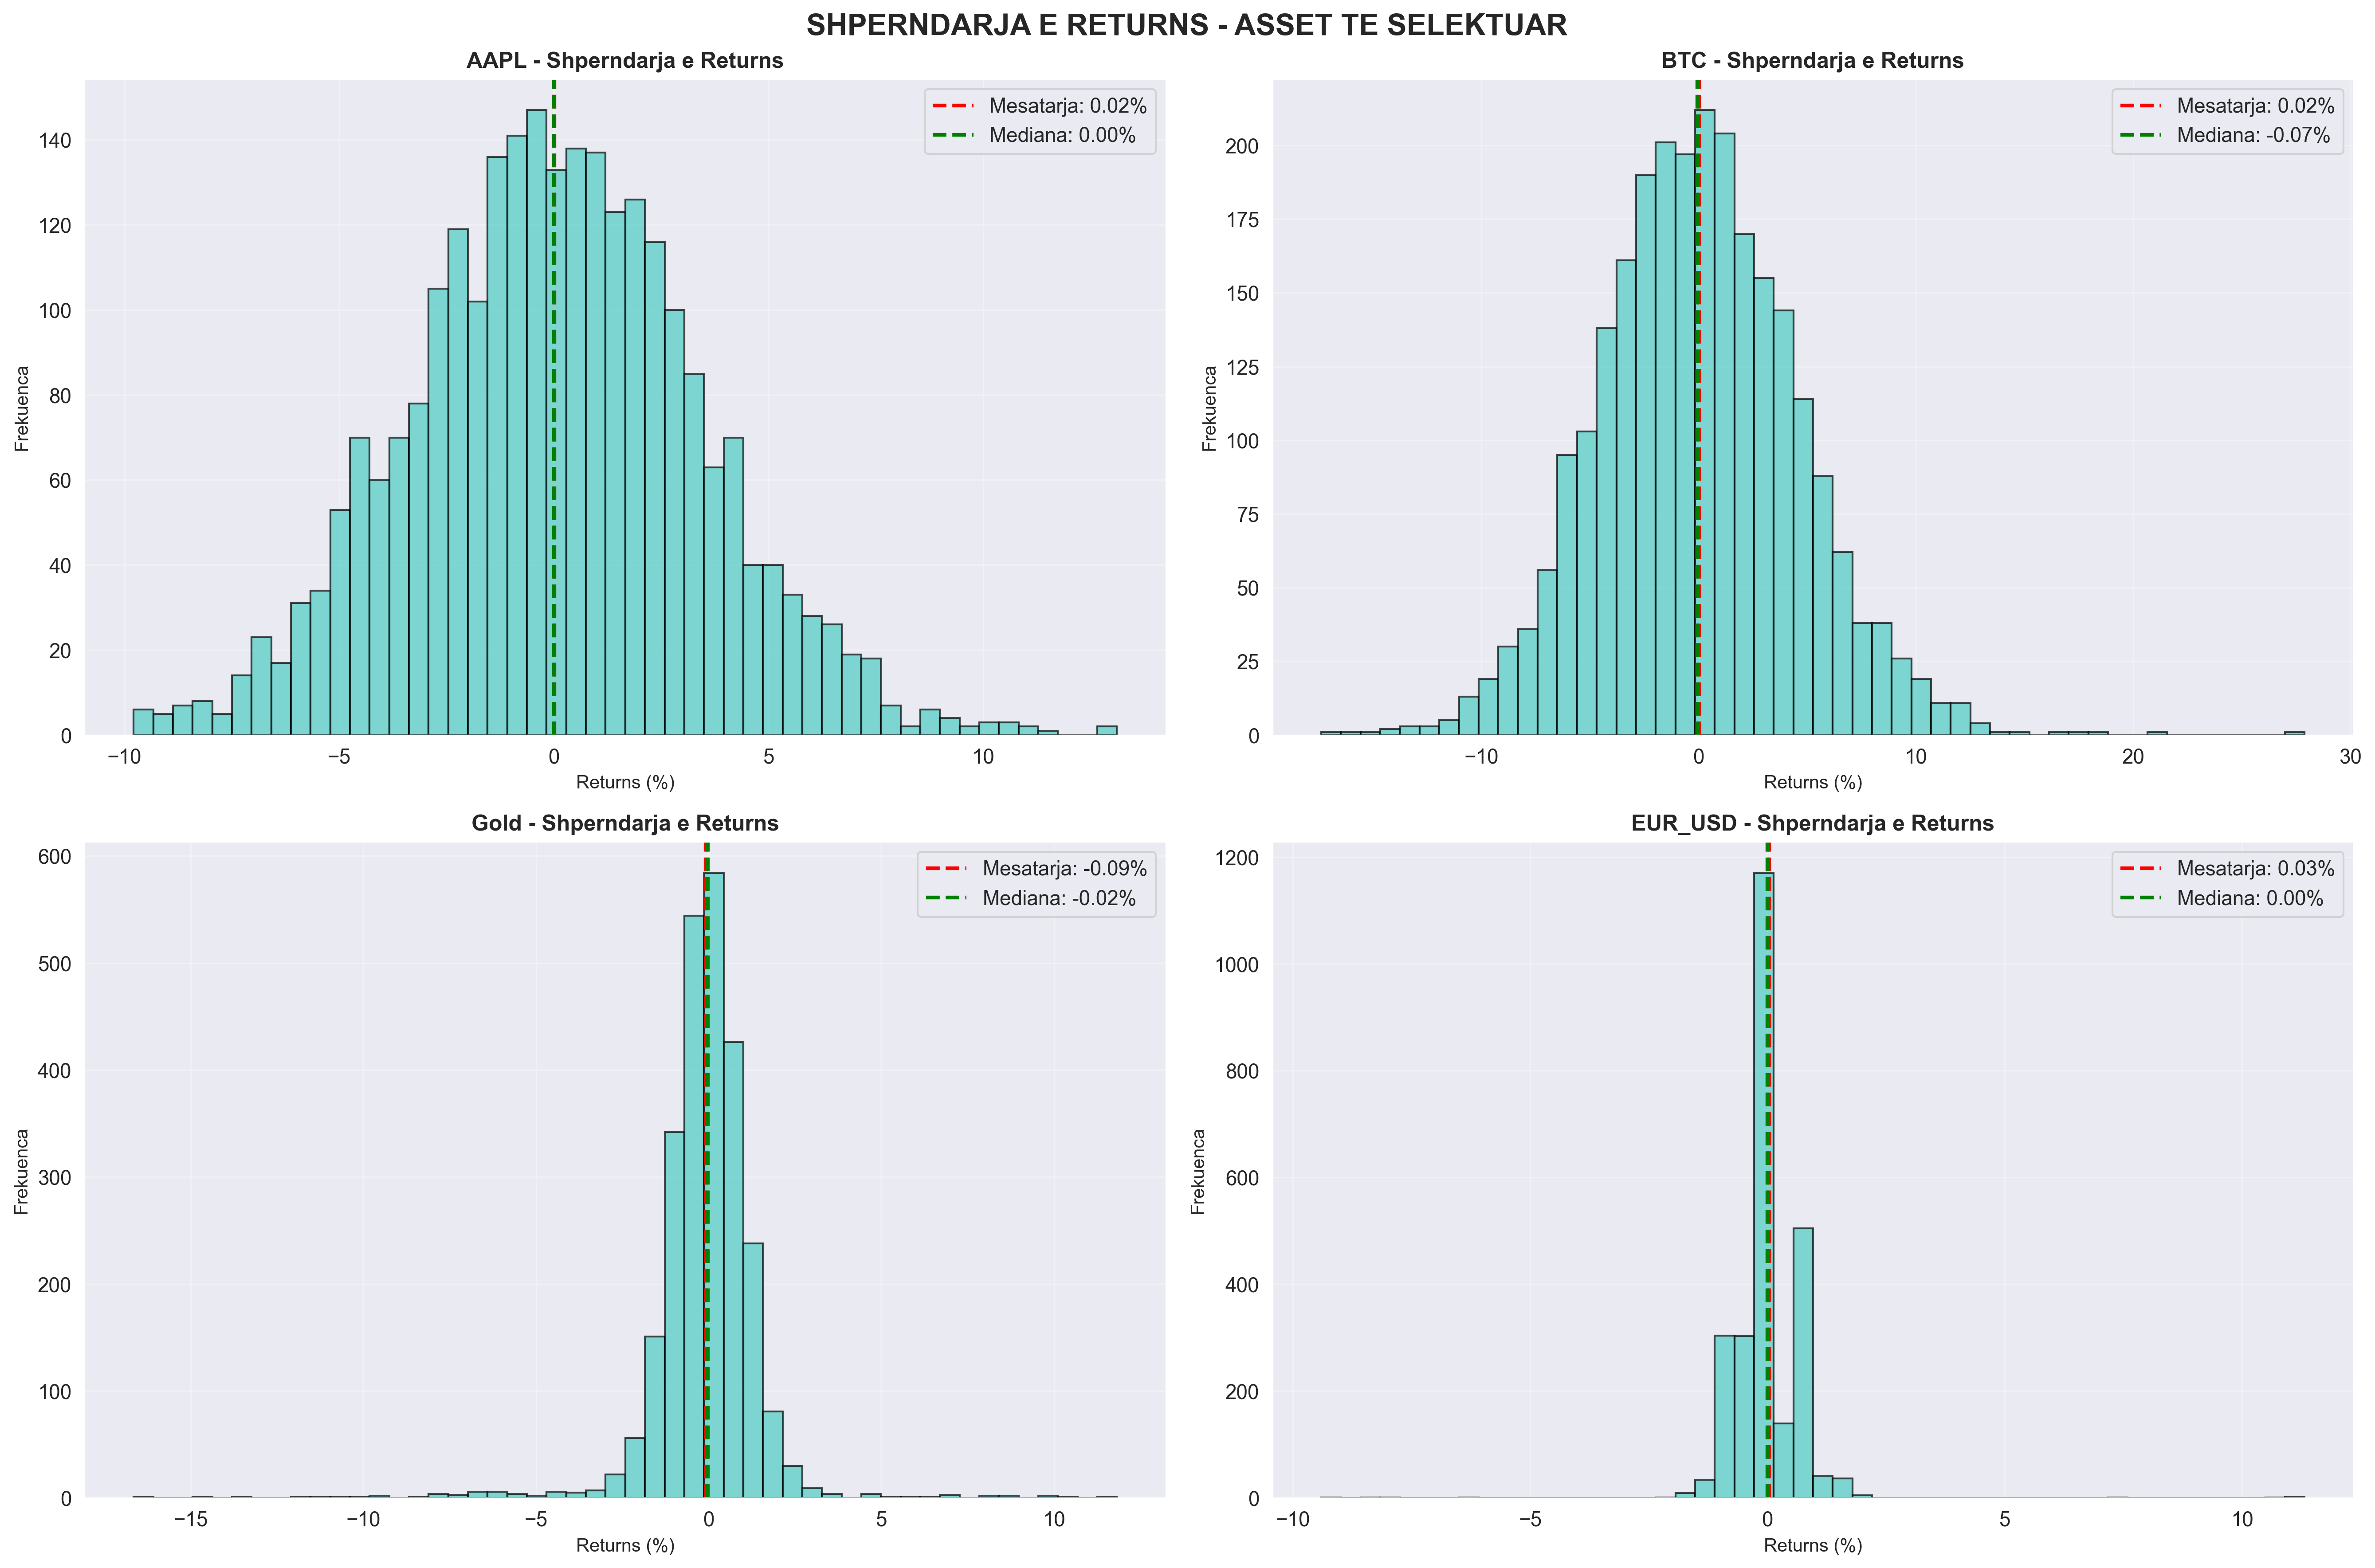 SHPERNDARJA E RETURNS - ASSET TE SELEKTUAR
AAPL - Shperndarja e Returns
Mesatarja: 0.02%
Mediana: 0.00%
Frekuenca
140
120
100
80
60
40
20
0
−10 −5 0 5 10
Returns (%)
BTC - Shperndarja e Returns
Mesatarja: 0.02%
Mediana: -0.07%
Frekuenca
200
175
150
125
100
75
50
25
0
−10 0 10 20 30
Returns (%)
Gold - Shperndarja e Returns
Mesatarja: -0.09%
Mediana: -0.02%
Frekuenca
600
500
400
300
200
100
0
−15 −10 −5 0 5 10
Returns (%)
EUR_USD - Shperndarja e Returns
Mesatarja: 0.03%
Mediana: 0.00%
Frekuenca
1200
1000
800
600
400
200
0
−10 −5 0 5 10
Returns (%)